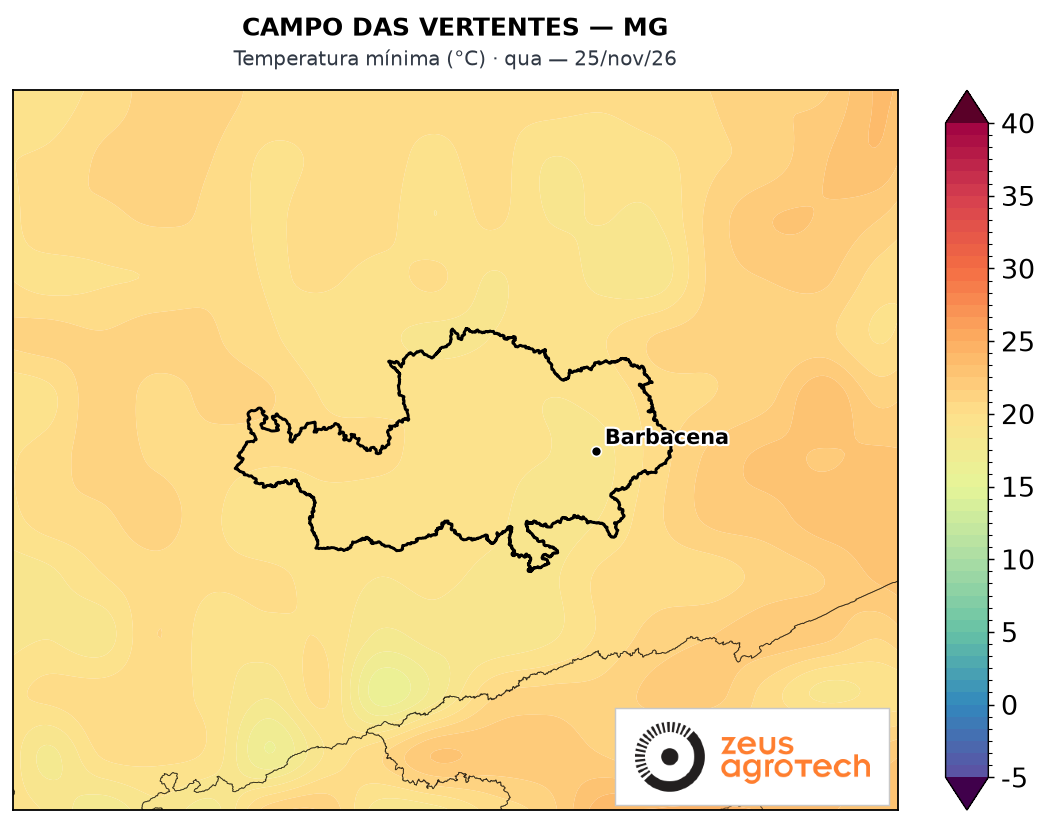 CAMPO DAS VERTENTES — MG
Temperatura mínima (°C) · qua — 25/nov/26
40
35
30
25
20
15
10
5
0
-5
Barbacena
zeus
agrotech